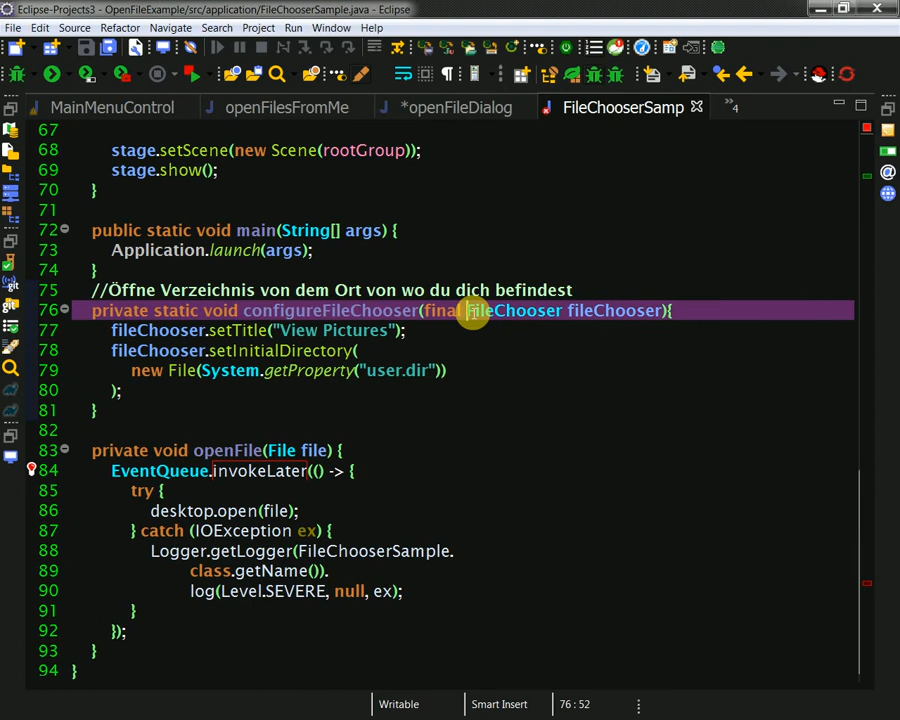 Eclipse-Projects3 - OpenFileExample/src/application/FileChooserSample.java - Eclipse
File Edit Source Refactor Navigate Search Project Run Window Help
MainMenuControl openFilesFromMe *openFileDialog FileChooserSamp »4
67
68 stage.setScene(new Scene(rootGroup));
69 stage.show();
70 }
71
72 public static void main(String[] args) {
73 Application.launch(args);
74 }
75 //Öffne Verzeichnis von dem Ort von wo du dich befindest
76 private static void configureFileChooser(final FileChooser fileChooser){
77 fileChooser.setTitle("View Pictures");
78 fileChooser.setInitialDirectory(
79 new File(System.getProperty("user.dir"))
80 );
81 }
82
83 private void openFile(File file) {
84 EventQueue.invokeLater(() -> {
85 try {
86 desktop.open(file);
87 } catch (IOException ex) {
88 Logger.getLogger(FileChooserSample.
89 class.getName()).
90 log(Level.SEVERE, null, ex);
91 }
92 });
93 }
94 }
Writable Smart Insert 76 : 52